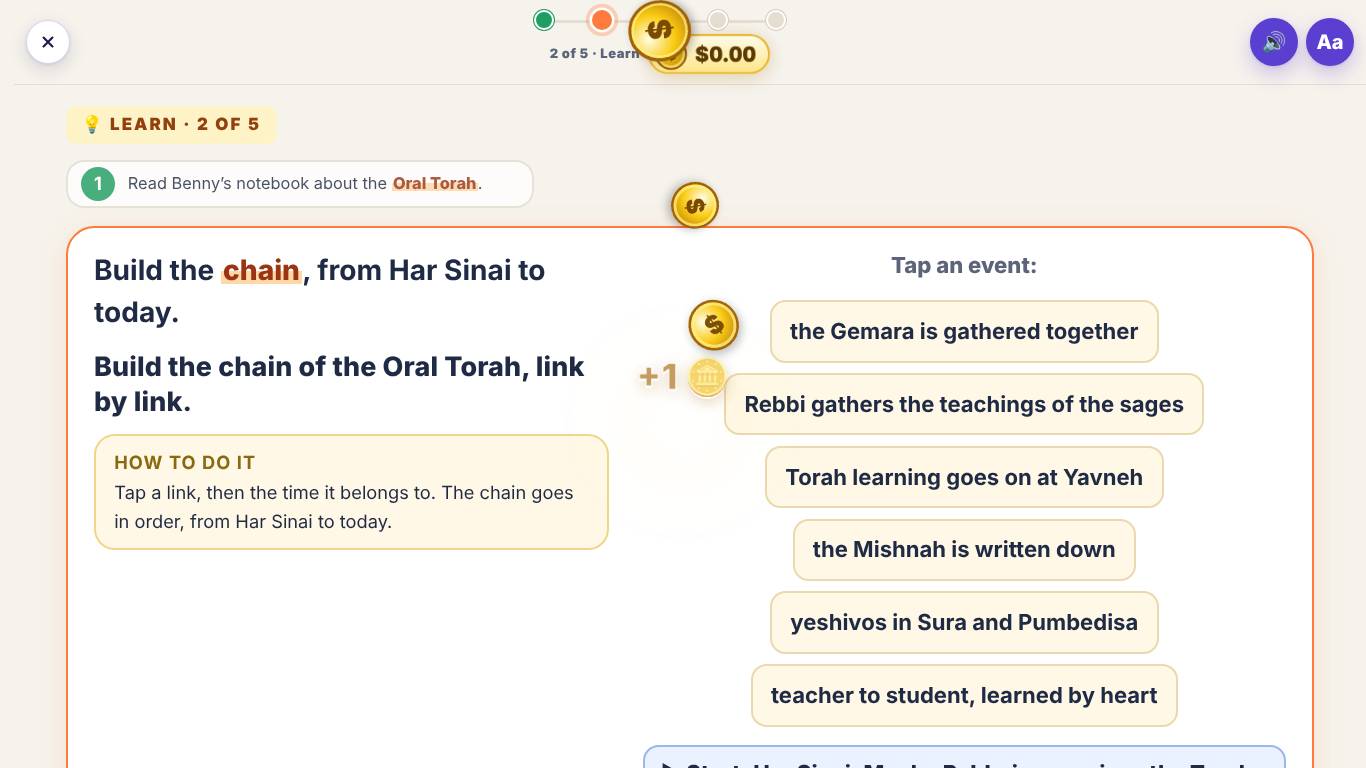 2 of 5 · Learn
$0.00
Aa
LEARN · 2 OF 5
1 Read Benny's notebook about the Oral Torah.
Build the chain, from Har Sinai to
today.
Build the chain of the Oral Torah, link
by link.
HOW TO DO IT
Tap a link, then the time it belongs to. The chain goes
in order, from Har Sinai to today.
Tap an event:
the Gemara is gathered together
+1
Rebbi gathers the teachings of the sages
Torah learning goes on at Yavneh
the Mishnah is written down
yeshivos in Sura and Pumbedisa
teacher to student, learned by heart